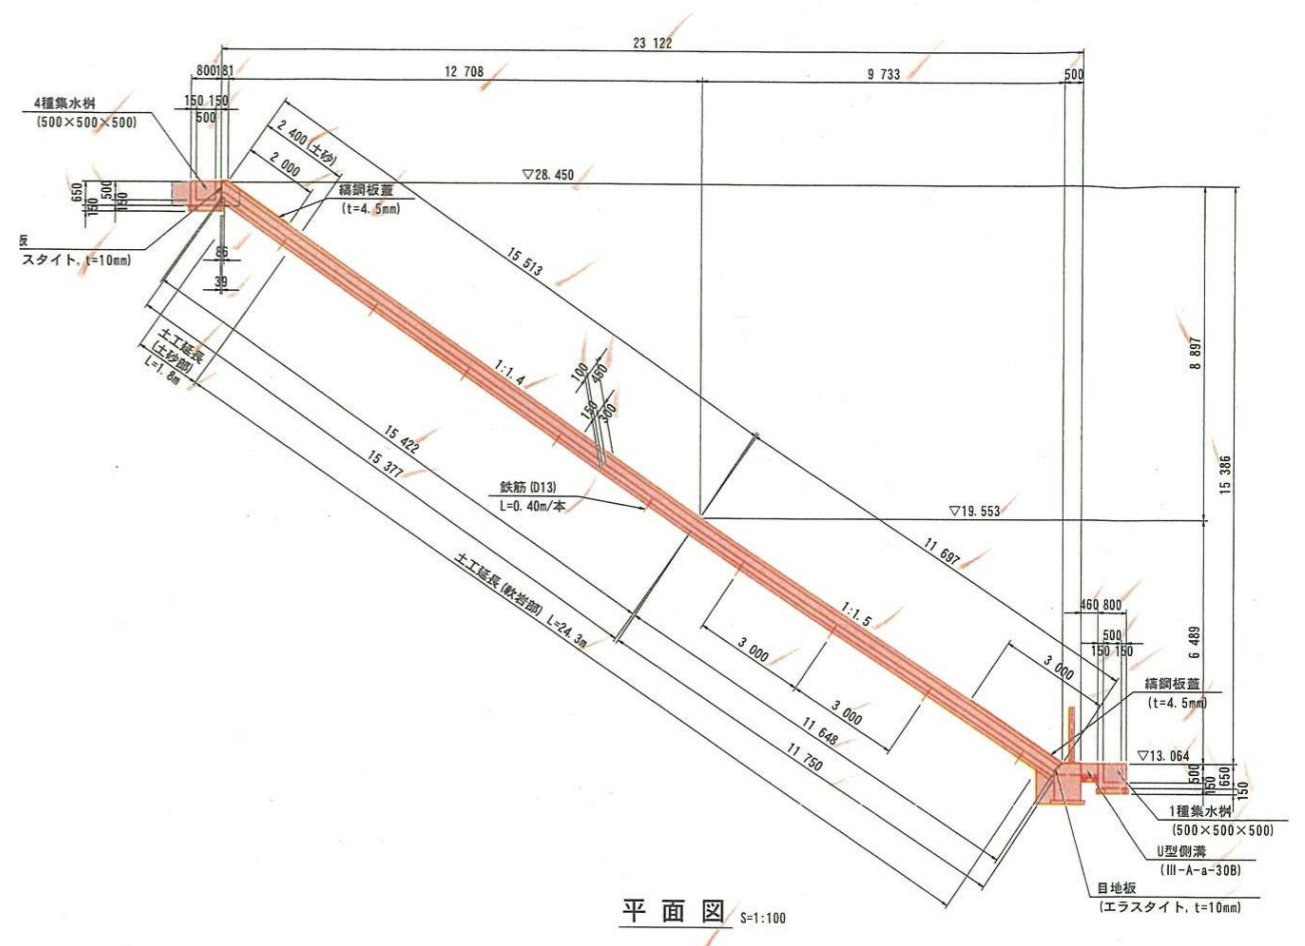 23 122
800
181
12 708
9 733
500
4種集水桝
(500×500×500)
150
150
500
2 400(土砂)
2 000
▽28.450
縞鋼板蓋
(t=4.5mm)
650
500
150
150
スタイト, t=10mm)
86
39
15 513
土工延長
(土砂部)
L=1.8m
1:1.4
100
450
150
300
8 897
15 386
15 422
15 377
鉄筋(D13)
L=0.40m/本
▽19.553
11 697
土工延長(軟岩部) L=24.3m
1:1.5
460
800
500
150
150
6 489
3 000
3 000
3 000
縞鋼板蓋
(t=4.5mm)
11 648
11 750
▽13.064
500
150
650
150
1種集水桝
(500×500×500)
U型側溝
(III-A-a-30B)
目地板
(エラスタイト, t=10mm)
平面図 S=1:100